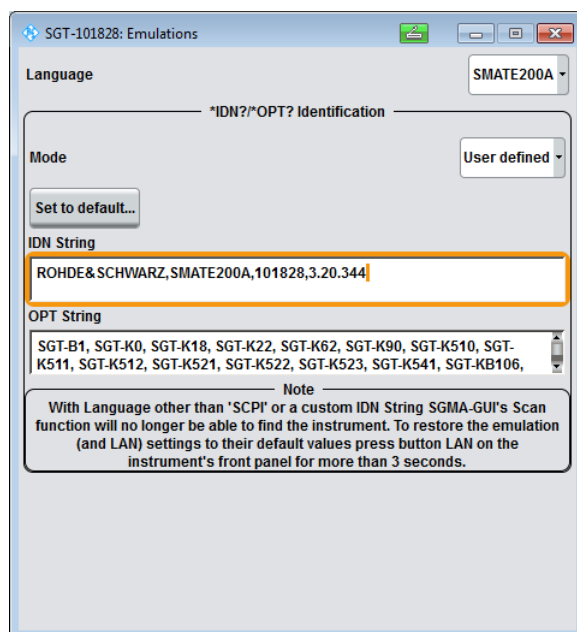 SGT-101828: Emulations
Language
SMATE200A
*IDN?/*OPT? Identification
Mode
User defined
Set to default...
IDN String
ROHDE&SCHWARZ,SMATE200A,101828,3.20.344
OPT String
SGT-B1, SGT-K0, SGT-K18, SGT-K22, SGT-K62, SGT-K90, SGT-K510, SGT-
K511, SGT-K512, SGT-K521, SGT-K522, SGT-K523, SGT-K541, SGT-KB106,
Note
With Language other than 'SCPI' or a custom IDN String SGMA-GUI's Scan
function will no longer be able to find the instrument. To restore the emulation
(and LAN) settings to their default values press button LAN on the
instrument's front panel for more than 3 seconds.